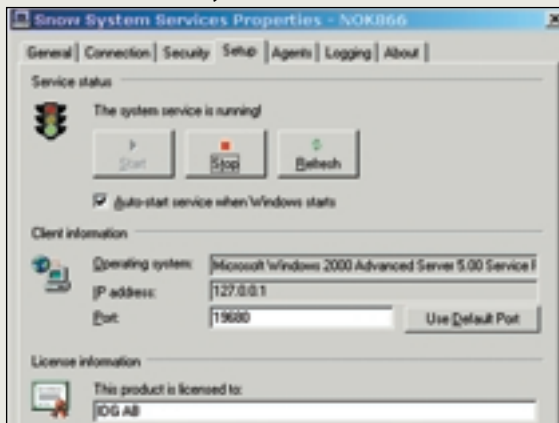 Snow System Services Properties - NOK866
General Connection Security Setup Agents Logging About
Service status
The system service is running!
Start Stop Refresh
Auto-start service when Windows starts
Client information
Operating system: Microsoft Windows 2000 Advanced Server 5.00 Service
IP address: 127.0.0.1
Port: 19680 Use Default Port
License information
This product is licensed to:
IDG AB